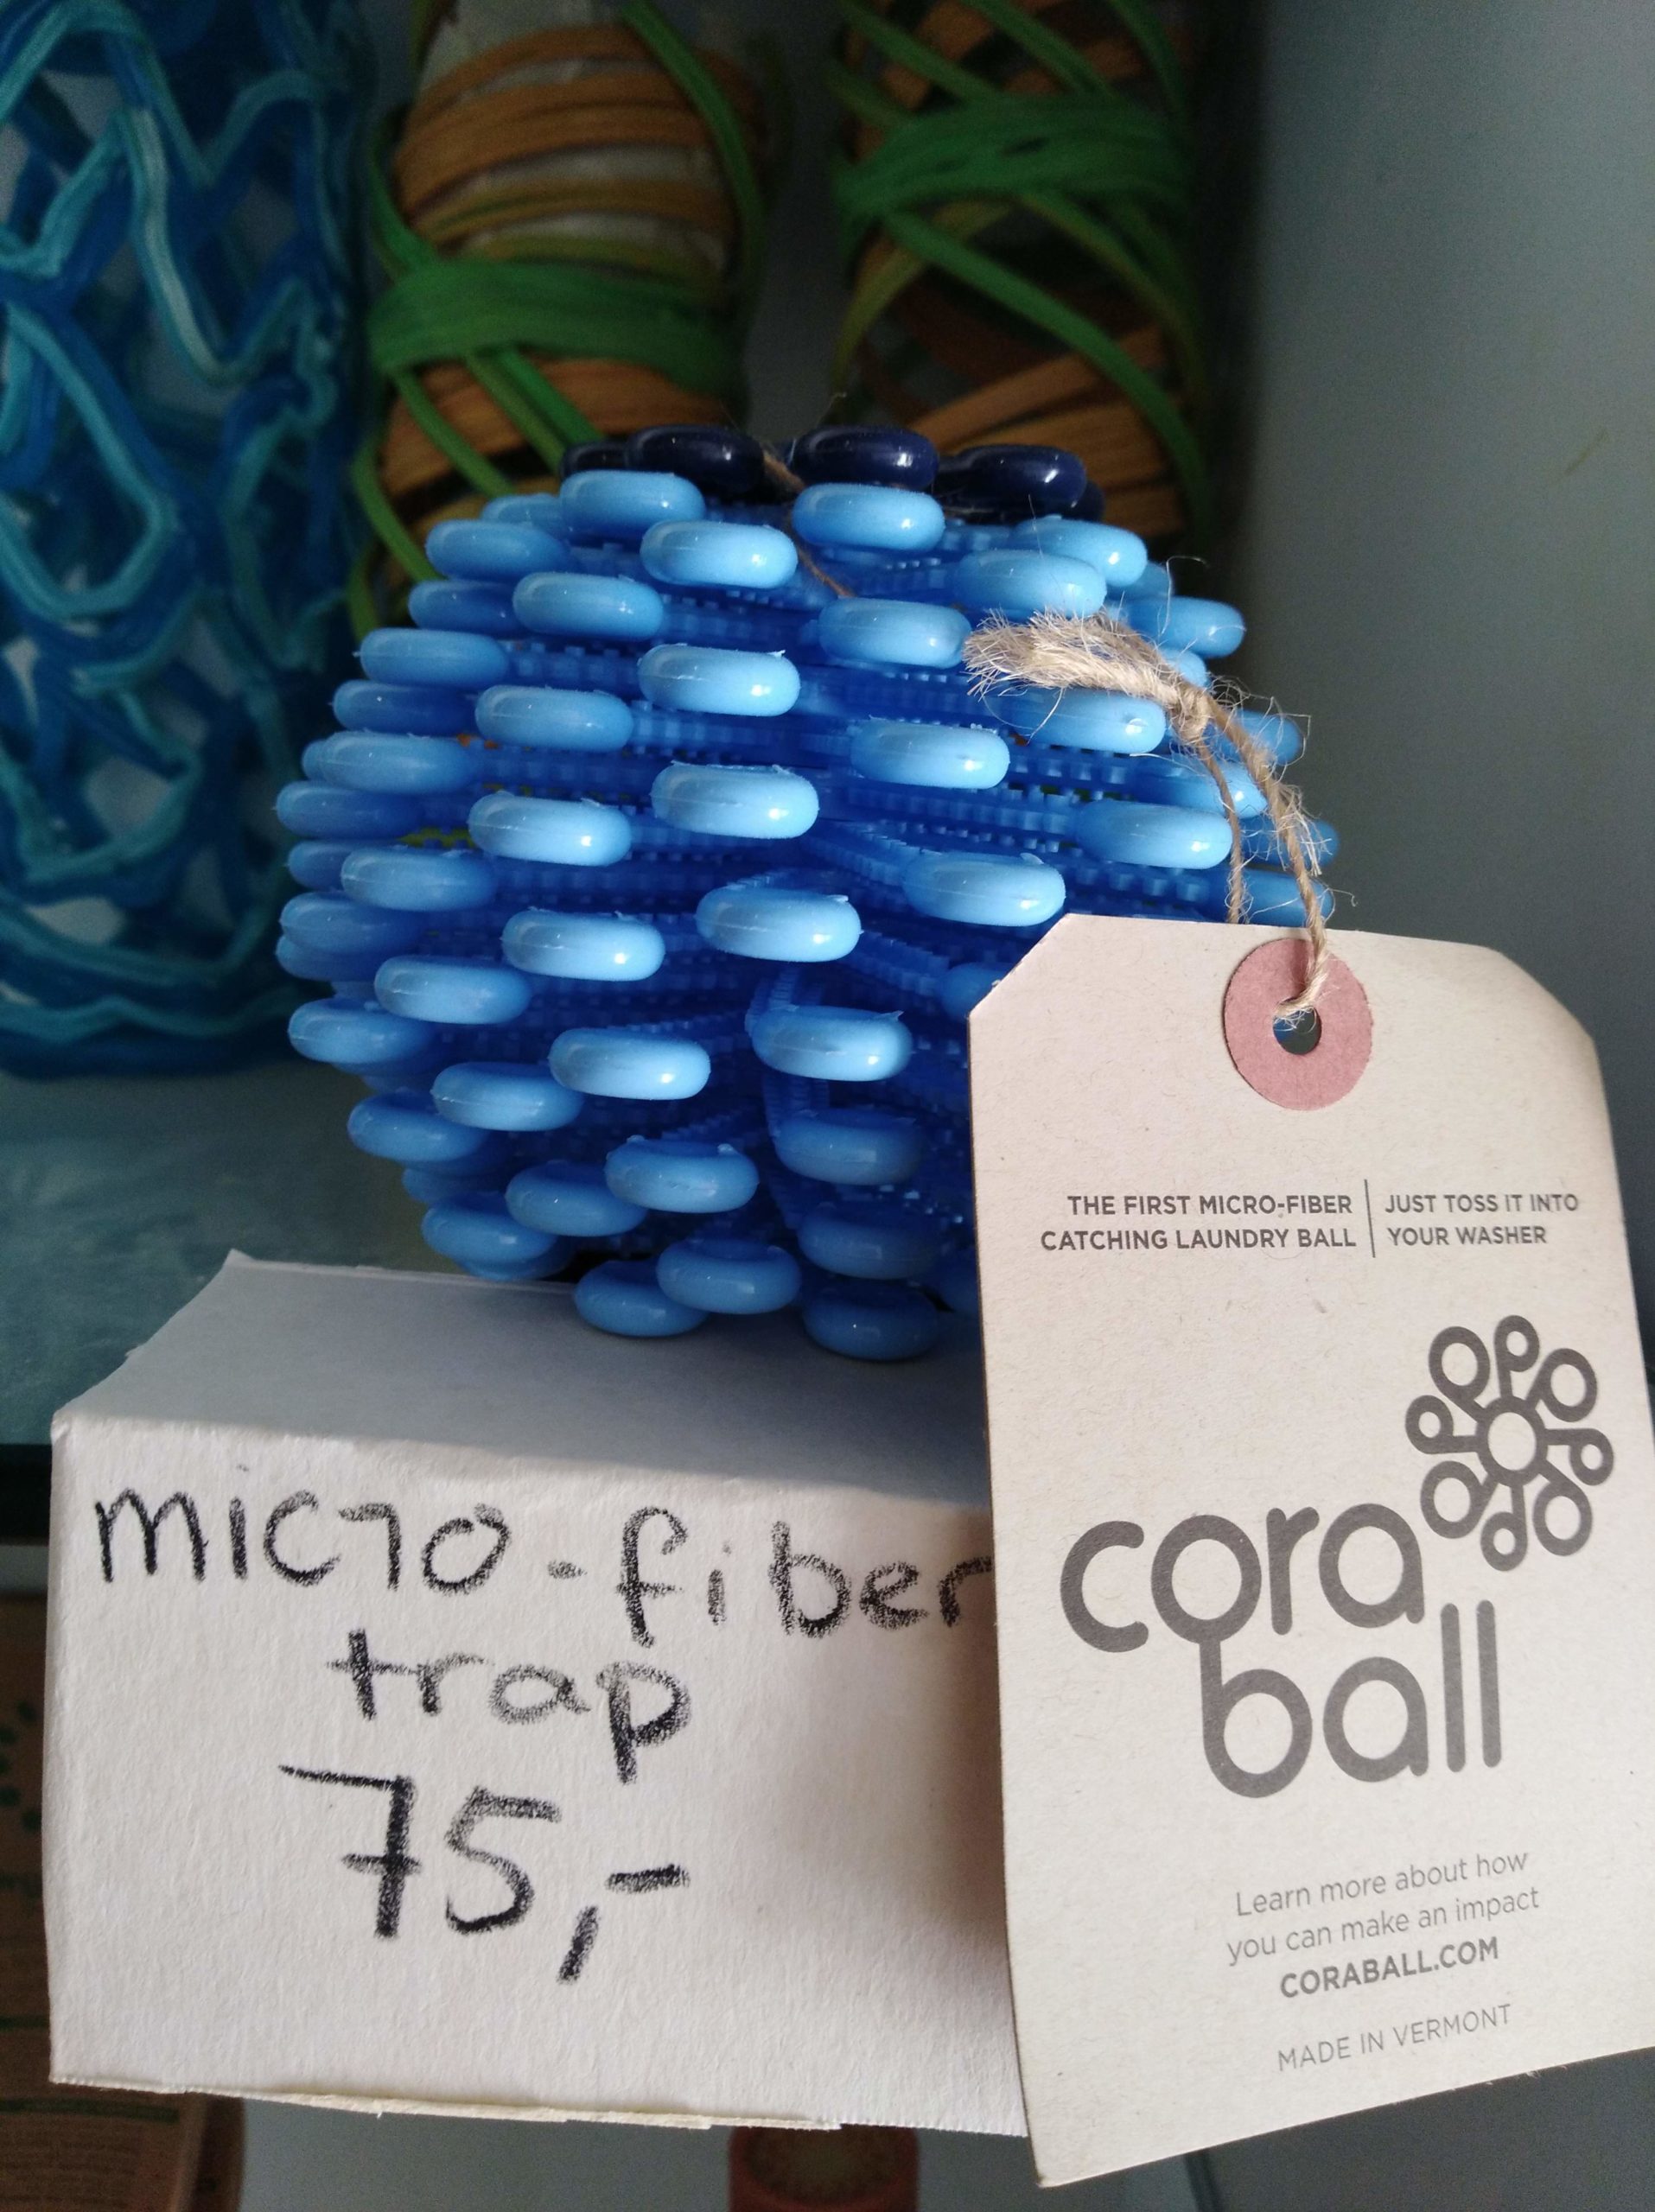 THE FIRST MICRO-FIBER
CATCHING LAUNDRY BALL
JUST TOSS IT INTO
YOUR WASHER
cora
ball
Learn more about how
you can make an impact
CORABALL.COM
MADE IN VERMONT
micro-fiber
trap
75,-